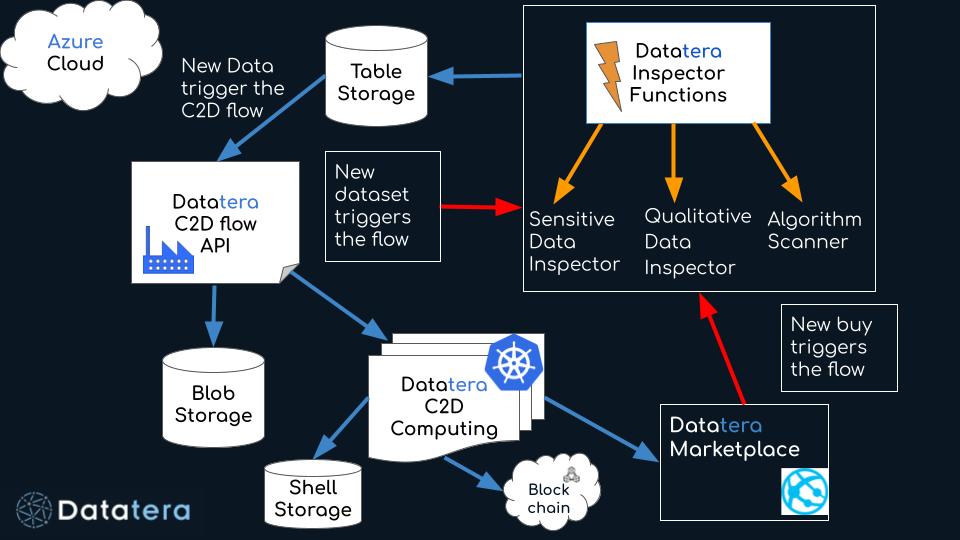 Azure
Cloud
New Data
trigger the
C2D flow
Table
Storage
Datatera
Inspector
Functions
New
dataset
triggers
the flow
Sensitive
Data
Inspector
Qualitative
Data
Inspector
Algorithm
Scanner
Datatera
C2D flow
API
New buy
triggers
the flow
Blob
Storage
Datatera
C2D
Computing
Datatera
Marketplace
Shell
Storage
Block
chain
Datatera